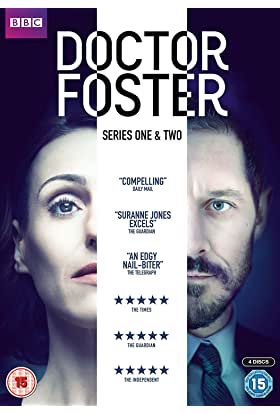 BBC
DOCTOR
FOSTER
SERIES ONE & TWO
"COMPELLING"
DAILY MAIL
"SURANNE JONES
EXCELS"
THE GUARDIAN
"AN EDGY
NAIL-BITER"
THE TELEGRAPH
★★★★★
THE TIMES
★★★★★
THE GUARDIAN
★★★★★
THE INDEPENDENT
4 DISCS
15
15